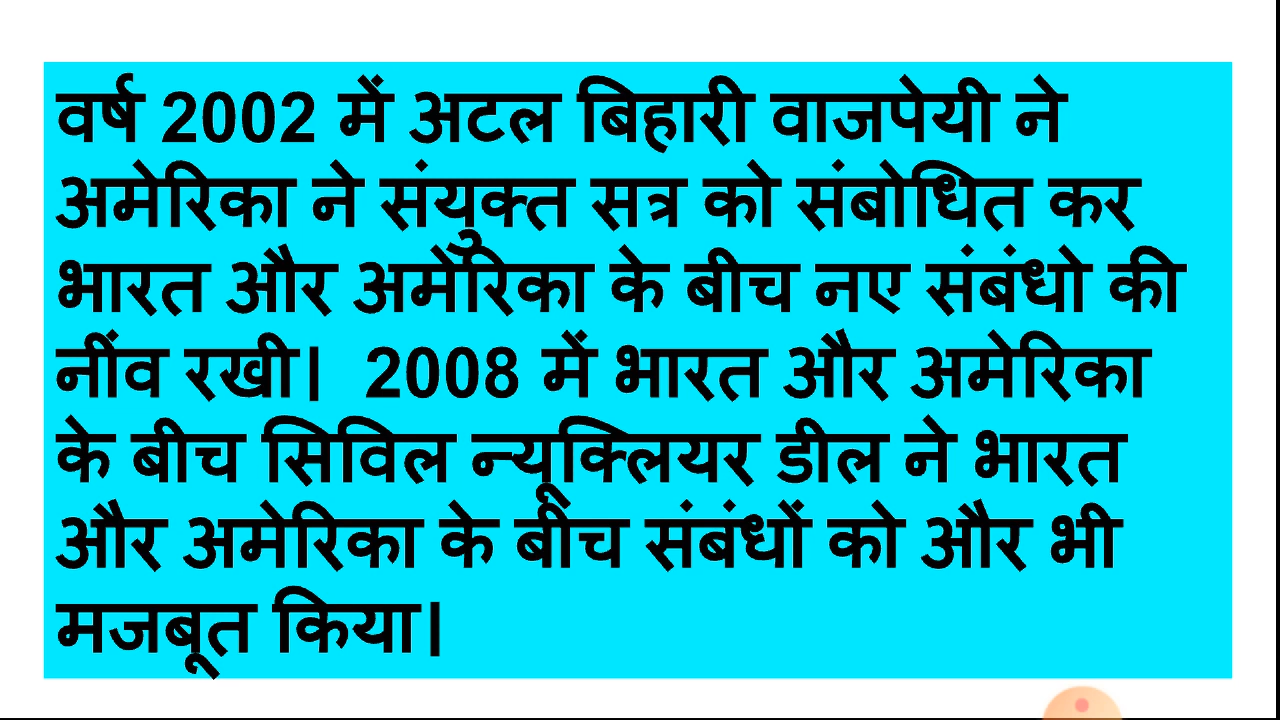 वर्ष 2002 में अटल बिहारी वाजपेयी ने
अमेरिका ने संयुक्त सत्र को संबोधित कर
भारत और अमेरिका के बीच नए संबंधो की
नींव रखी। 2008 में भारत और अमेरिका
के बीच सिविल न्यूक्लियर डील ने भारत
और अमेरिका के बीच संबंधों को और भी
मजबूत किया।